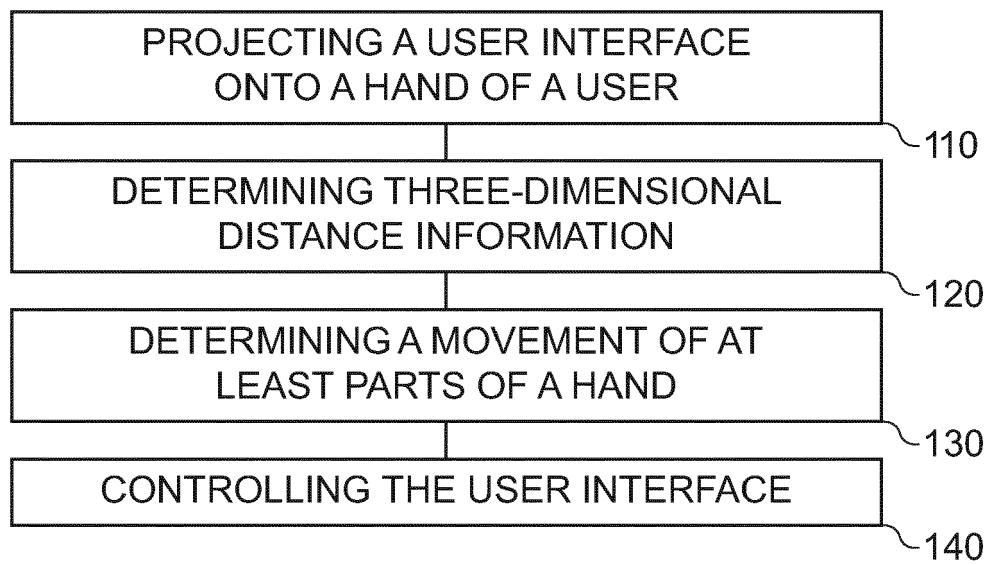 PROJECTING A USER INTERFACE
ONTO A HAND OF A USER
110
DETERMINING THREE-DIMENSIONAL
DISTANCE INFORMATION
120
DETERMINING A MOVEMENT OF AT
LEAST PARTS OF A HAND
130
CONTROLLING THE USER INTERFACE
140